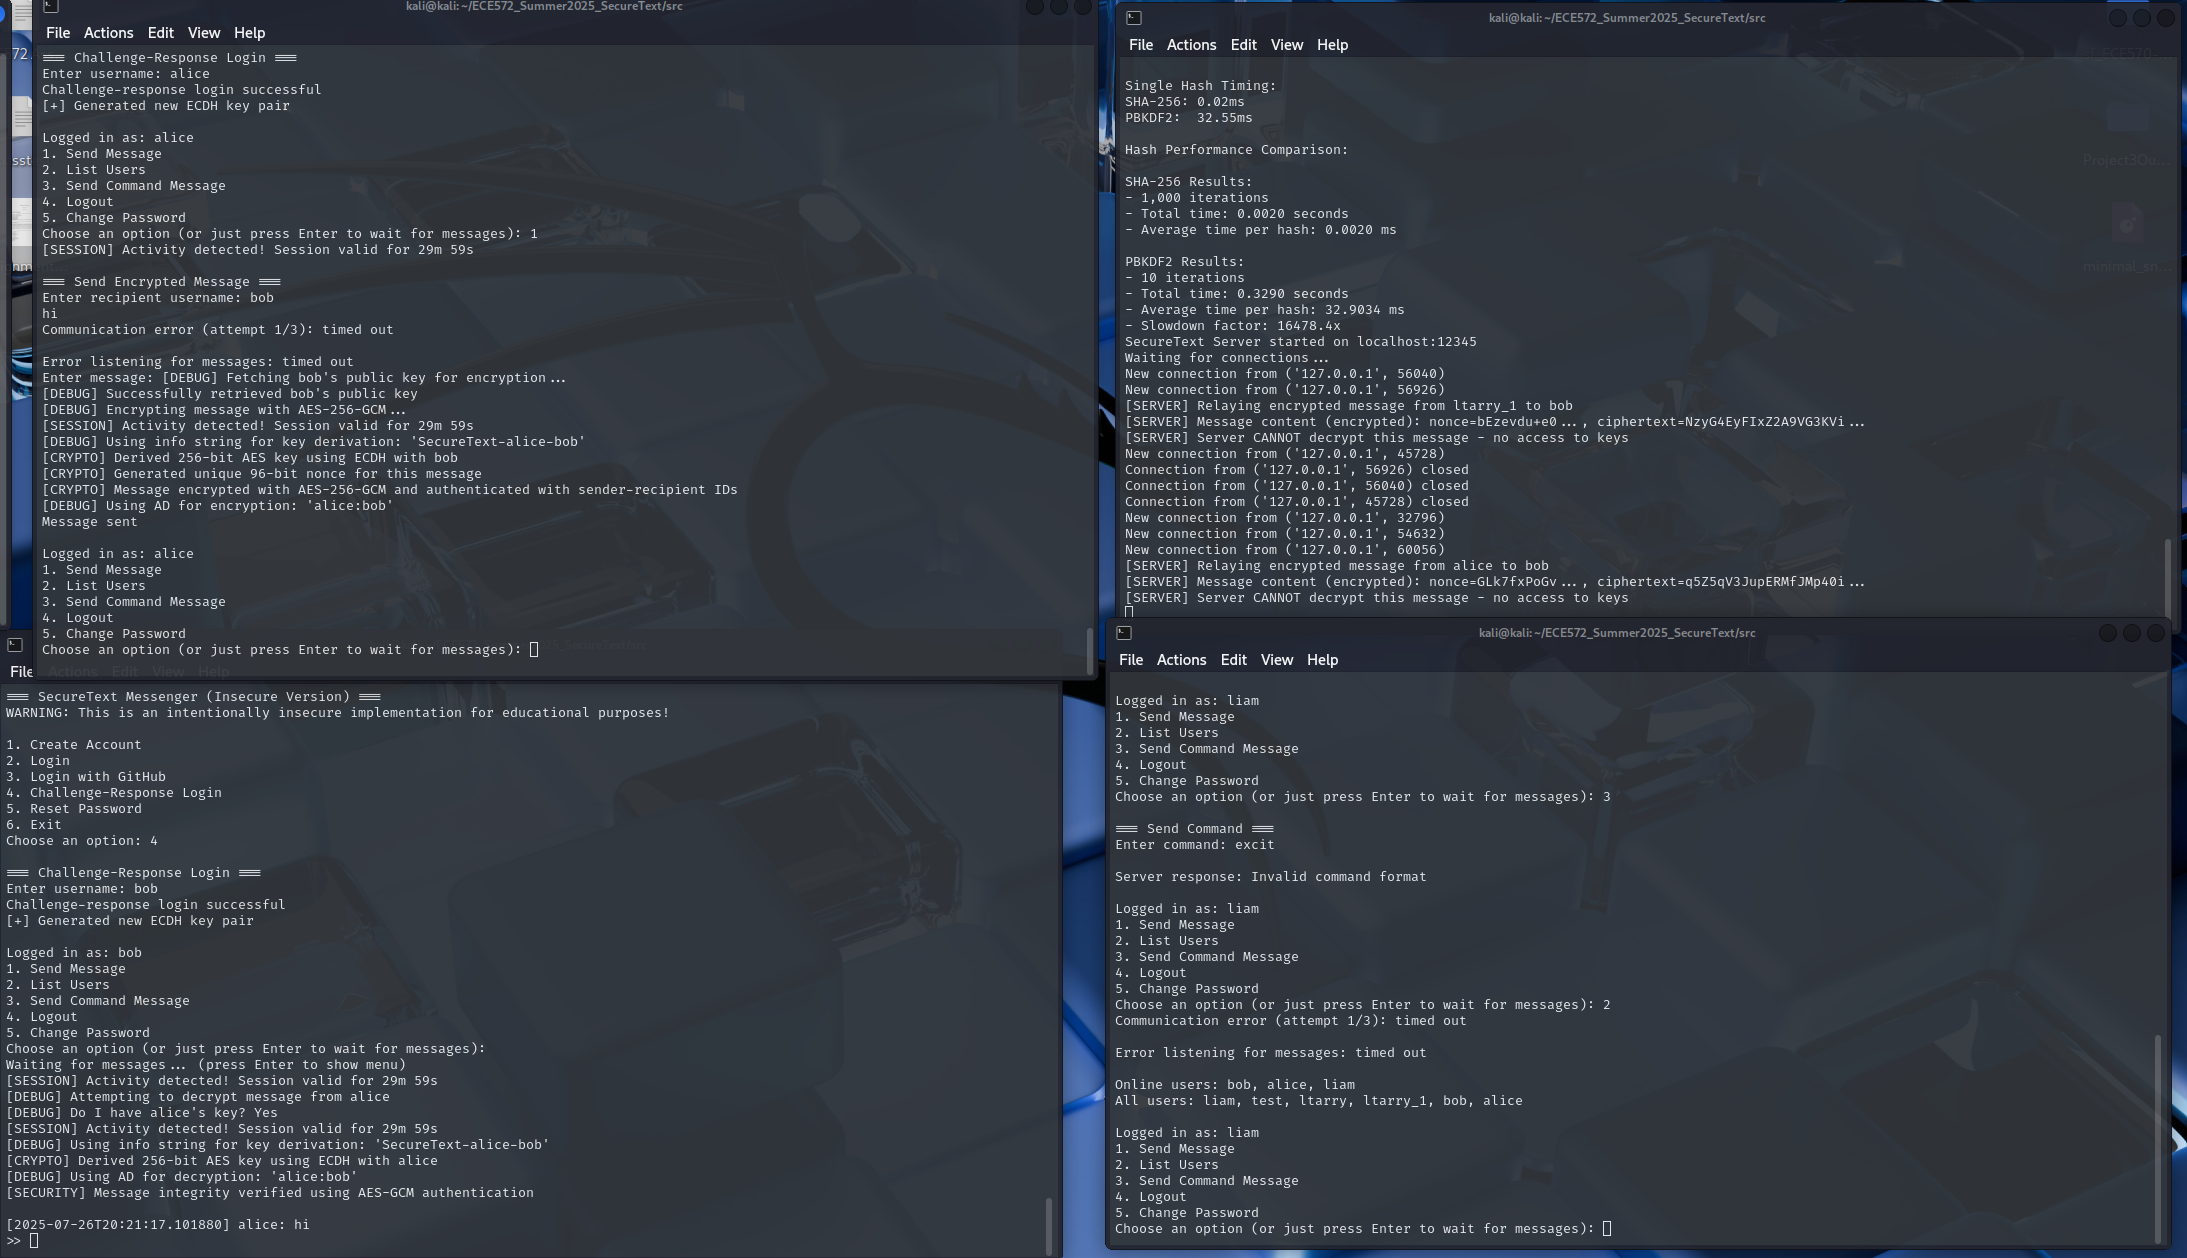 kali@kali: ~/ECE572_Summer2025_SecureText/src
File Actions Edit View Help
=== Challenge-Response Login ===
Enter username: alice
Challenge-response login successful
[+] Generated new ECDH key pair
Logged in as: alice
1. Send Message
2. List Users
3. Send Command Message
4. Logout
5. Change Password
Choose an option (or just press Enter to wait for messages): 1
[SESSION] Activity detected! Session valid for 29m 59s
=== Send Encrypted Message ===
Enter recipient username: bob
hi
Communication error (attempt 1/3): timed out
Error listening for messages: timed out
Enter message: [DEBUG] Fetching bob's public key for encryption...
[DEBUG] Successfully retrieved bob's public key
[DEBUG] Encrypting message with AES-256-GCM...
[SESSION] Activity detected! Session valid for 29m 59s
[DEBUG] Using info string for key derivation: 'SecureText-alice-bob'
[CRYPTO] Derived 256-bit AES key using ECDH with bob
[CRYPTO] Generated unique 96-bit nonce for this message
[CRYPTO] Message encrypted with AES-256-GCM and authenticated with sender-recipient IDs
[DEBUG] Using AD for encryption: 'alice:bob'
Message sent
Logged in as: alice
1. Send Message
2. List Users
3. Send Command Message
4. Logout
5. Change Password
Choose an option (or just press Enter to wait for messages):
kali@kali: ~/ECE572_Summer2025_SecureText/src
File Actions Edit View Help
Single Hash Timing:
SHA-256: 0.02ms
PBKDF2:  32.55ms
Hash Performance Comparison:
SHA-256 Results:
- 1,000 iterations
- Total time: 0.0020 seconds
- Average time per hash: 0.0020 ms
PBKDF2 Results:
- 10 iterations
- Total time: 0.3290 seconds
- Average time per hash: 32.9034 ms
- Slowdown factor: 16478.4x
SecureText Server started on localhost:12345
Waiting for connections...
New connection from ('127.0.0.1', 56040)
New connection from ('127.0.0.1', 56926)
[SERVER] Relaying encrypted message from ltarry_1 to bob
[SERVER] Message content (encrypted): nonce=bEzevdu+e0..., ciphertext=NzyG4EyFIxZ2A9VG3KVi...
[SERVER] Server CANNOT decrypt this message - no access to keys
New connection from ('127.0.0.1', 45728)
Connection from ('127.0.0.1', 56926) closed
Connection from ('127.0.0.1', 56040) closed
Connection from ('127.0.0.1', 45728) closed
New connection from ('127.0.0.1', 32796)
New connection from ('127.0.0.1', 54632)
New connection from ('127.0.0.1', 60056)
[SERVER] Relaying encrypted message from alice to bob
[SERVER] Message content (encrypted): nonce=GLk7fxPoGv..., ciphertext=q5Z5qV3JupERMfJMp40i...
[SERVER] Server CANNOT decrypt this message - no access to keys
File Actions Edit View Help
=== SecureText Messenger (Insecure Version) ===
WARNING: This is an intentionally insecure implementation for educational purposes!
1. Create Account
2. Login
3. Login with GitHub
4. Challenge-Response Login
5. Reset Password
6. Exit
Choose an option: 4
=== Challenge-Response Login ===
Enter username: bob
Challenge-response login successful
[+] Generated new ECDH key pair
Logged in as: bob
1. Send Message
2. List Users
3. Send Command Message
4. Logout
5. Change Password
Choose an option (or just press Enter to wait for messages):
Waiting for messages... (press Enter to show menu)
[SESSION] Activity detected! Session valid for 29m 59s
[DEBUG] Attempting to decrypt message from alice
[DEBUG] Do I have alice's key? Yes
[SESSION] Activity detected! Session valid for 29m 59s
[DEBUG] Using info string for key derivation: 'SecureText-alice-bob'
[CRYPTO] Derived 256-bit AES key using ECDH with alice
[DEBUG] Using AD for decryption: 'alice:bob'
[SECURITY] Message integrity verified using AES-GCM authentication
[2025-07-26T20:21:17.101880] alice: hi
>>
kali@kali: ~/ECE572_Summer2025_SecureText/src
File Actions Edit View Help
Logged in as: liam
1. Send Message
2. List Users
3. Send Command Message
4. Logout
5. Change Password
Choose an option (or just press Enter to wait for messages): 3
=== Send Command ===
Enter command: excit
Server response: Invalid command format
Logged in as: liam
1. Send Message
2. List Users
3. Send Command Message
4. Logout
5. Change Password
Choose an option (or just press Enter to wait for messages): 2
Communication error (attempt 1/3): timed out
Error listening for messages: timed out
Online users: bob, alice, liam
All users: liam, test, ltarry, ltarry_1, bob, alice
Logged in as: liam
1. Send Message
2. List Users
3. Send Command Message
4. Logout
5. Change Password
Choose an option (or just press Enter to wait for messages):